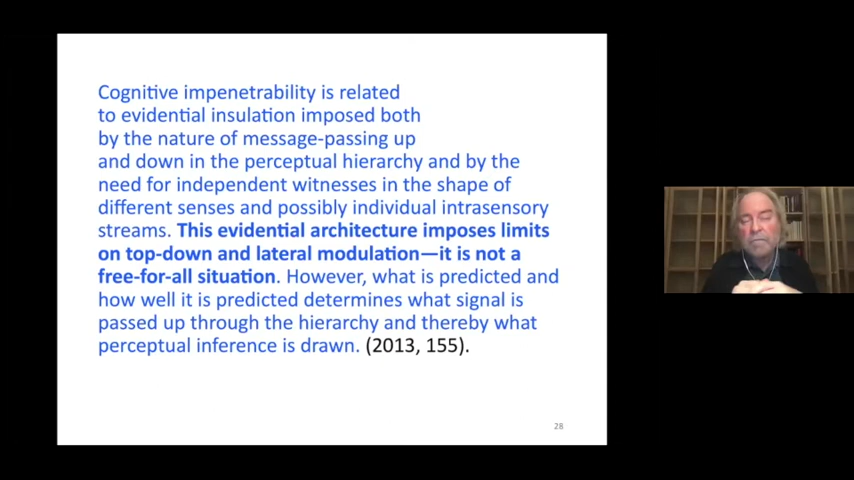 Cognitive impenetrability is related
to evidential insulation imposed both
by the nature of message-passing up
and down in the perceptual hierarchy and by the
need for independent witnesses in the shape of
different senses and possibly individual intrasensory
streams. This evidential architecture imposes limits
on top-down and lateral modulation—it is not a
free-for-all situation. However, what is predicted and
how well it is predicted determines what signal is
passed up through the hierarchy and thereby what
perceptual inference is drawn. (2013, 155).
28